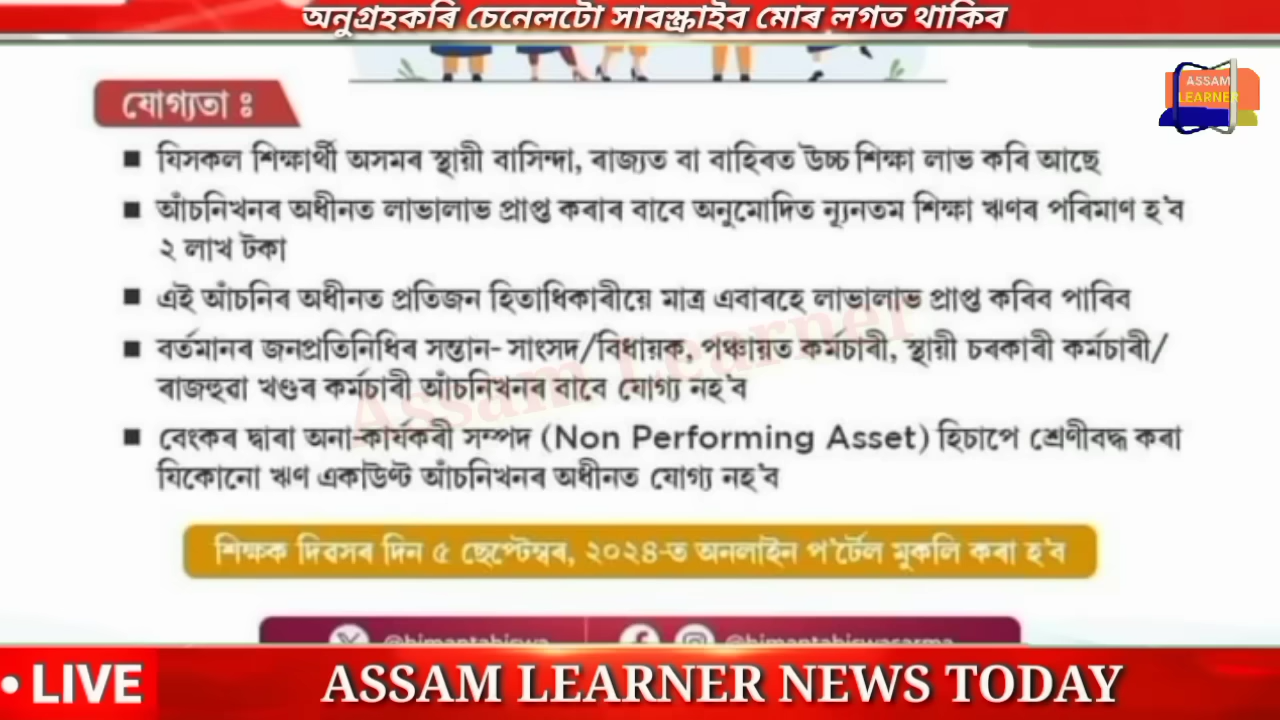 অনুগ্ৰহকৰি চেনেলটো সাবস্ক্ৰাইব মোৰ লগত থাকিব
ASSAM
LEARNER
যোগ্যতা ঃ
■ যিসকল শিক্ষাৰ্থী অসমৰ স্থায়ী বাসিন্দা, ৰাজ্যত বা বাহিৰত উচ্চ শিক্ষা লাভ কৰি আছে
■ আঁচনিখনৰ অধীনত লাভালাভ প্ৰাপ্ত কৰাৰ বাবে অনুমোদিত ন্যূনতম শিক্ষা ঋণৰ পৰিমাণ হ'ব
২ লাখ টকা
■ এই আঁচনিৰ অধীনত প্ৰতিজন হিতাধিকাৰীয়ে মাত্ৰ এবাৰহে লাভালাভ প্ৰাপ্ত কৰিব পাৰিব
■ বৰ্তমানৰ জনপ্ৰতিনিধিৰ সন্তান- সাংসদ/বিধায়ক, পঞ্চায়ত কৰ্মচাৰী, স্থায়ী চৰকাৰী কৰ্মচাৰী/
ৰাজহুৱা খণ্ডৰ কৰ্মচাৰী আঁচনিখনৰ বাবে যোগ্য নহ'ব
Assam Learner
■ বেংকৰ দ্বাৰা অনা-কাৰ্যকৰী সম্পদ (Non Performing Asset) হিচাপে শ্ৰেণীবদ্ধ কৰা
যিকোনো ঋণ একাউণ্ট আঁচনিখনৰ অধীনত যোগ্য নহ'ব
শিক্ষক দিৱসৰ দিন ৫ ছেপ্টেম্বৰ, ২০২৪-ত অনলাইন প'ৰ্টেল মুকলি কৰা হ'ব
@himantabiswa @himantabiswasarma
• LIVE ASSAM LEARNER NEWS TODAY